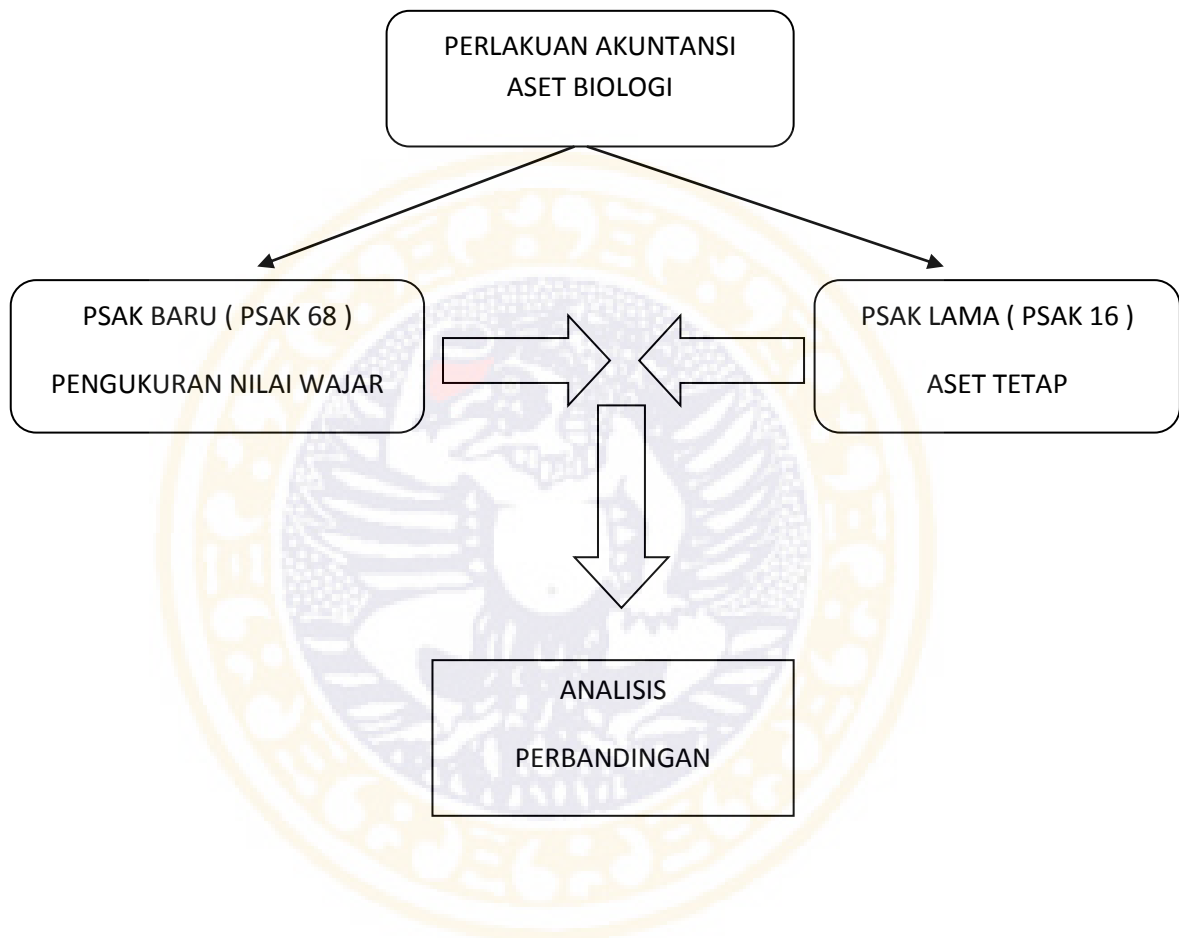 PERLAKUAN AKUNTANSI
ASET BIOLOGI
PSAK BARU ( PSAK 68 )
PENGUKURAN NILAI WAJAR
PSAK LAMA ( PSAK 16 )
ASET TETAP
ANALISIS
PERBANDINGAN